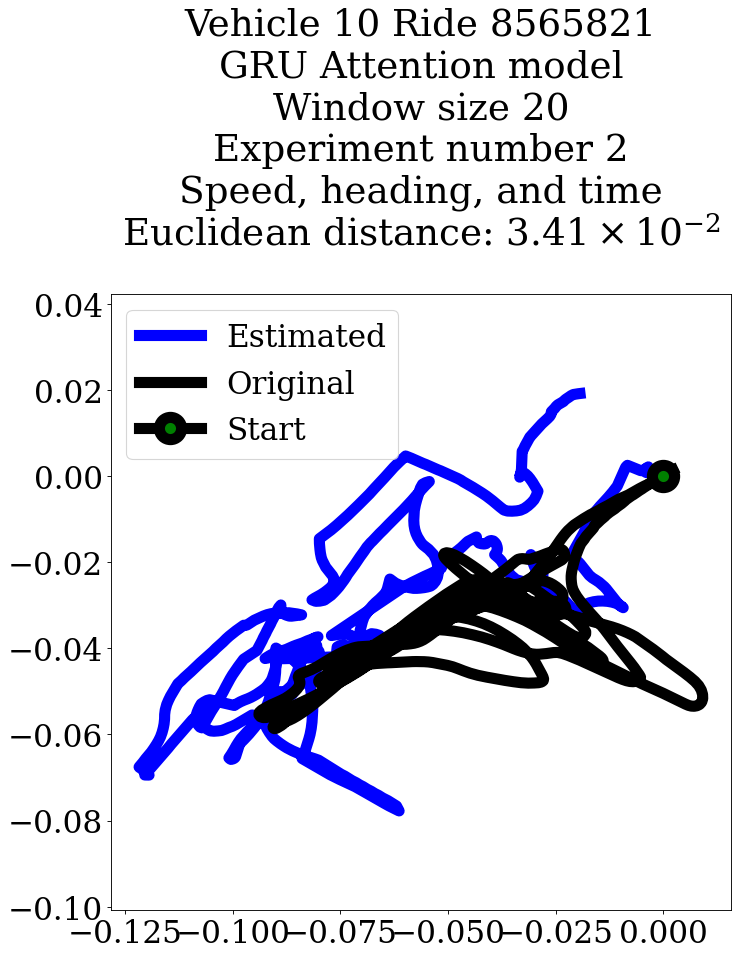 Vehicle 10 Ride 8565821
GRU Attention model
Window size 20
Experiment number 2
Speed, heading, and time
Euclidean distance: 3.41 × 10⁻²
0.04
Estimated
0.02
Original
Start
0.00
−0.02
−0.04
−0.06
−0.08
−0.10
−0.125 −0.100 −0.075 −0.050 −0.025 0.000